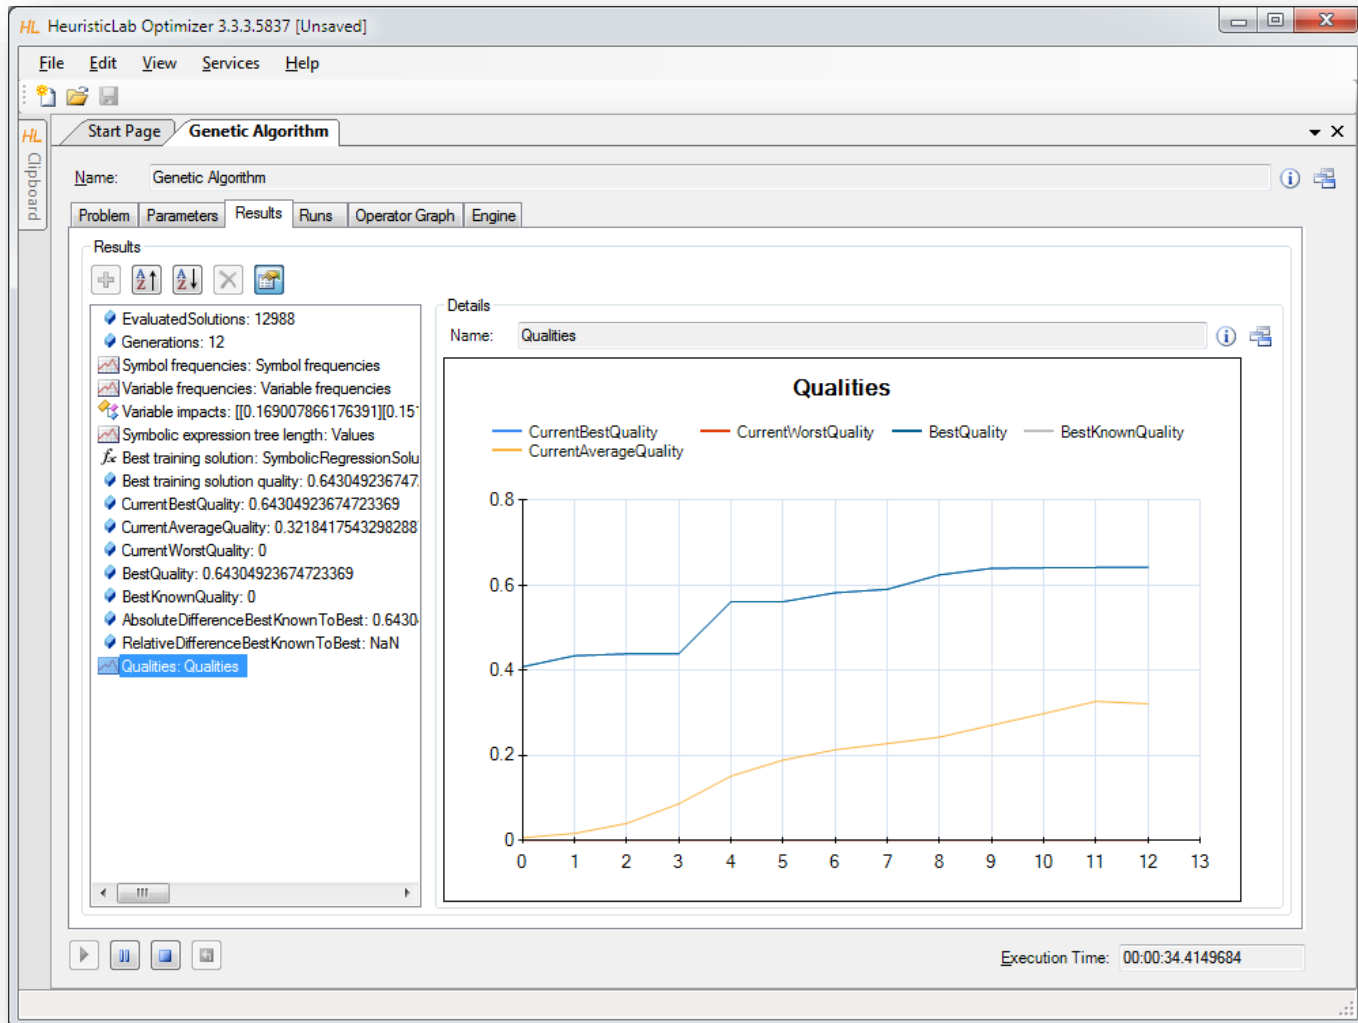 HL HeuristicLab Optimizer 3.3.3.5837 [Unsaved]
File Edit View Services Help
HL Clipboard
Start Page Genetic Algorithm
Name: Genetic Algorithm
Problem Parameters Results Runs Operator Graph Engine
Results
EvaluatedSolutions: 12988
Generations: 12
Symbol frequencies: Symbol frequencies
Variable frequencies: Variable frequencies
Variable impacts: [[0.169007866176391][0.15
Symbolic expression tree length: Values
Best training solution: SymbolicRegressionSolu
Best training solution quality: 0.6430492367472
CurrentBestQuality: 0.64304923674723369
CurrentAverageQuality: 0.3218417543298288
CurrentWorstQuality: 0
BestQuality: 0.64304923674723369
BestKnownQuality: 0
AbsoluteDifferenceBestKnownToBest: 0.6430
RelativeDifferenceBestKnownToBest: NaN
Qualities: Qualities
Details
Name: Qualities
Qualities
CurrentBestQuality CurrentWorstQuality BestQuality BestKnownQuality
CurrentAverageQuality
0.8
0.6
0.4
0.2
0
0 1 2 3 4 5 6 7 8 9 10 11 12 13
Execution Time: 00:00:34.4149684